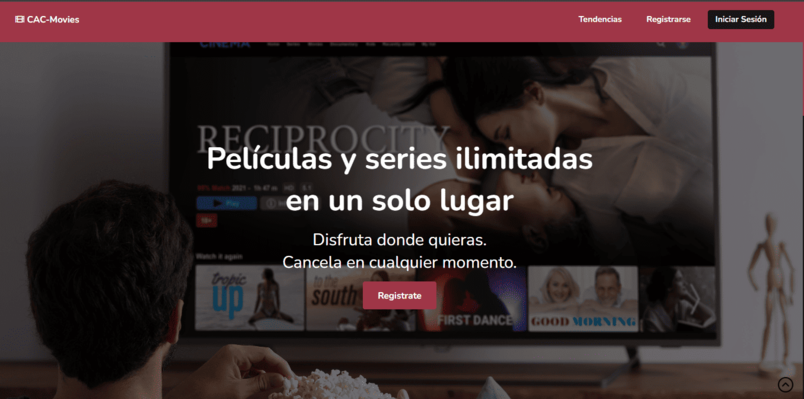 CAC-Movies
Tendencias
Registrarse
Iniciar Sesión
CINEMA
RECIPROCITY
Películas y series ilimitadas
en un solo lugar
Disfruta donde quieras.
Cancela en cualquier momento.
Play
Watch it again
Registrate
tropic
up
to the
south
FIRST DANCE
GOOD MORNING